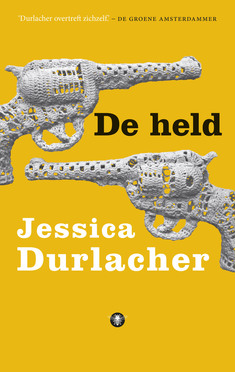 'Durlacher overtreft zichzelf.' – DE GROENE AMSTERDAMMER
De held
Jessica
Durlacher